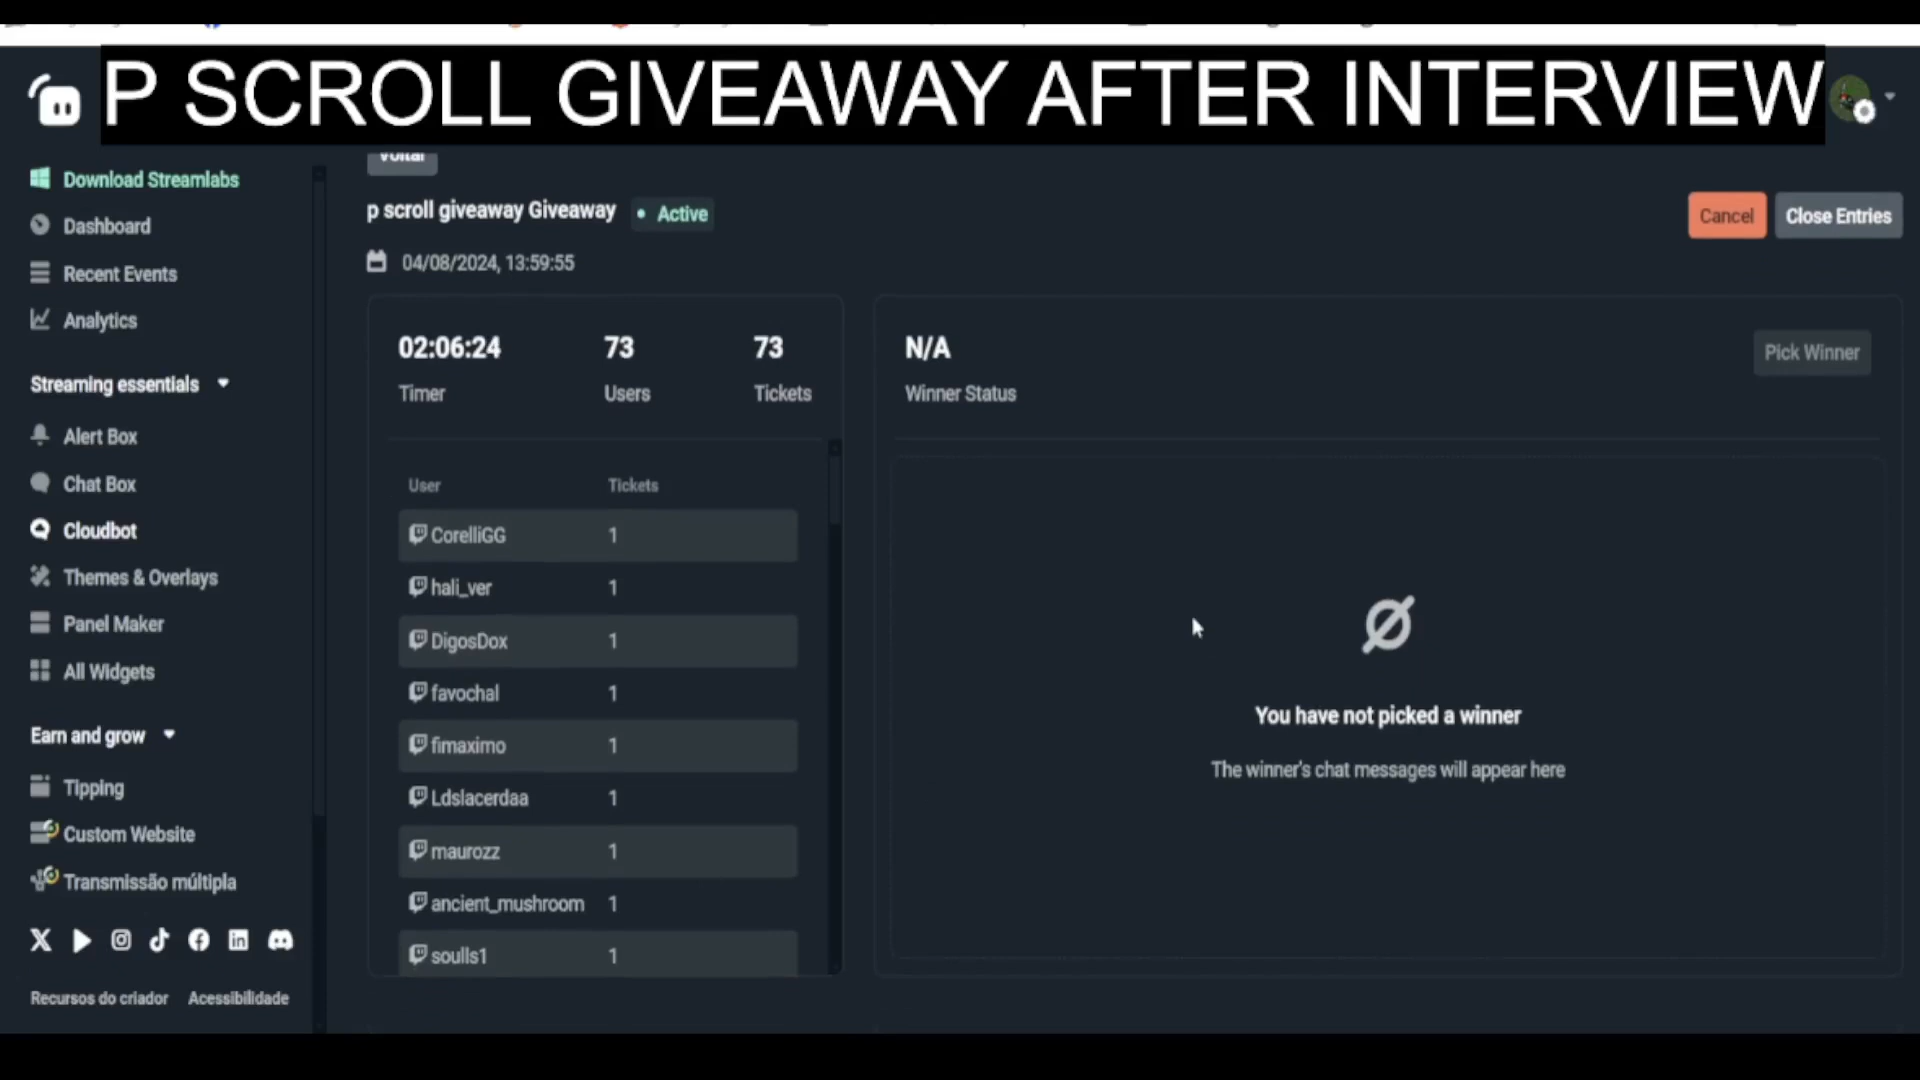 P SCROLL GIVEAWAY AFTER INTERVIEW
Voltar
Download Streamlabs
Dashboard
Recent Events
Analytics
Streaming essentials
Alert Box
Chat Box
Cloudbot
Themes & Overlays
Panel Maker
All Widgets
Earn and grow
Tipping
Custom Website
Transmissão múltipla
Recursos do criador Acessibilidade
p scroll giveaway Giveaway • Active
Cancel Close Entries
04/08/2024, 13:59:55
02:06:24 73 73
Timer Users Tickets
User Tickets
CorelliGG 1
hali_ver 1
DigosDox 1
favochal 1
fimaximo 1
Ldslacerdaa 1
maurozz 1
ancient_mushroom 1
soulls1 1
N/A
Winner Status
Pick Winner
You have not picked a winner
The winner's chat messages will appear here